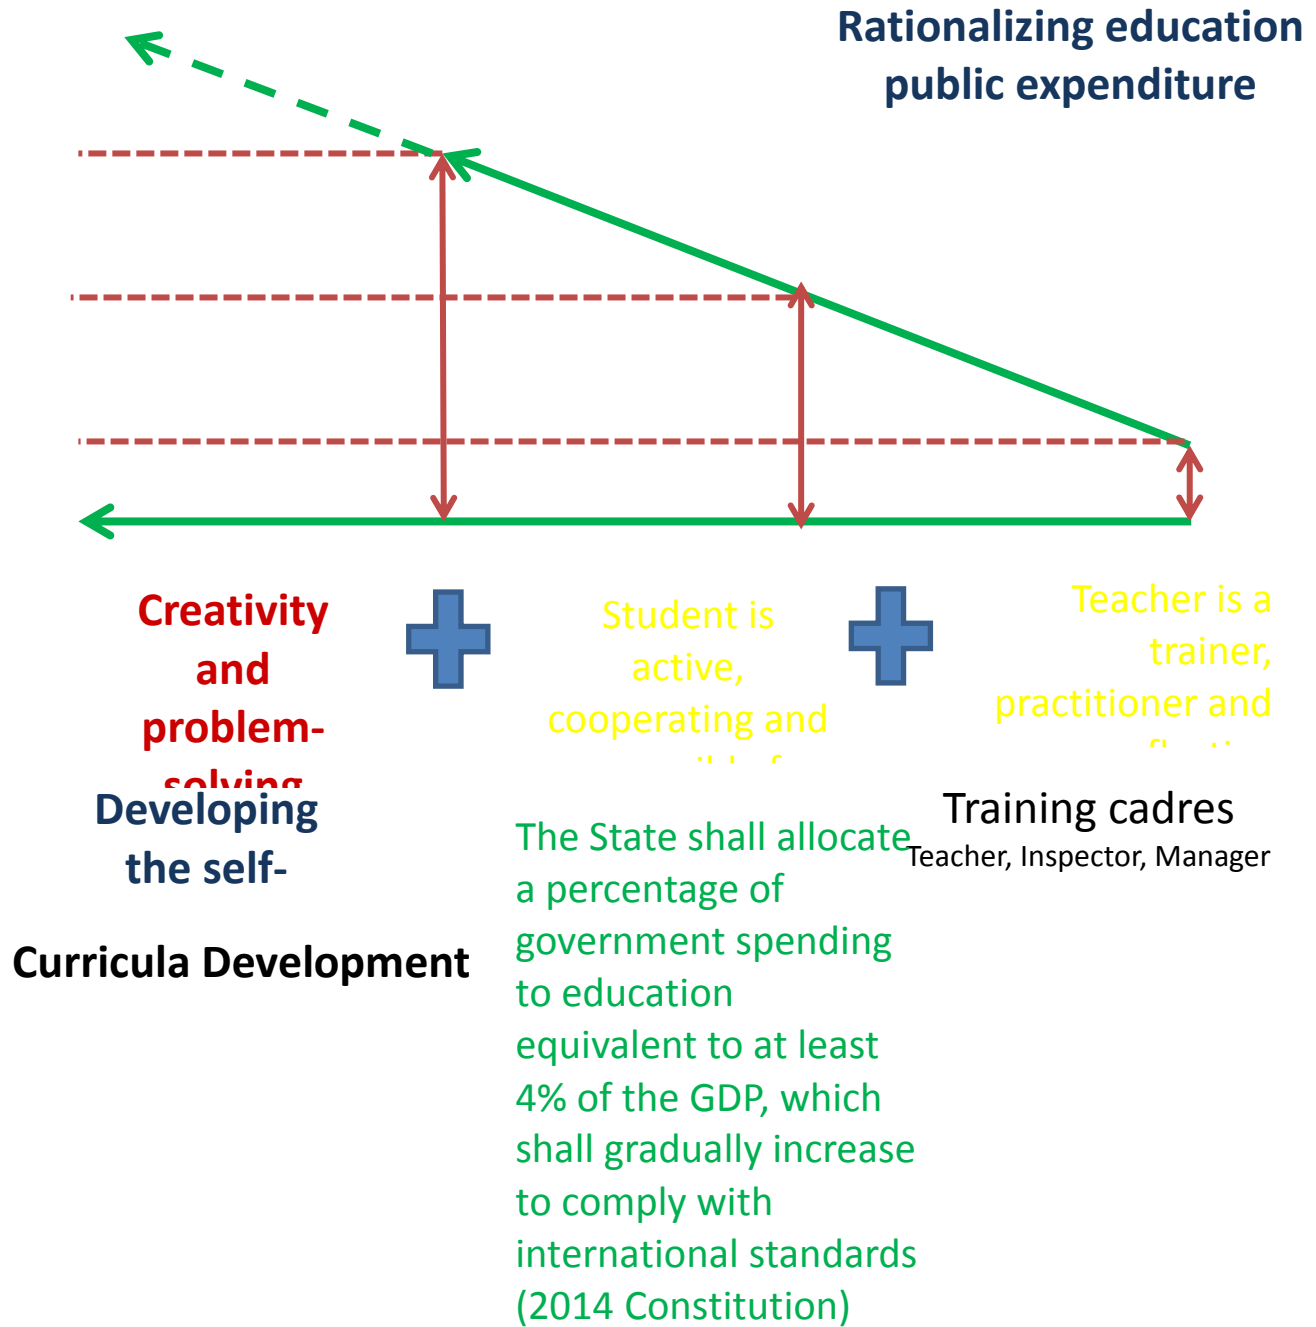 Rationalizing education
public expenditure
Creativity
and
problem-
solving
Student is
active,
cooperating and
Teacher is a
trainer,
practitioner and
Developing
the self-
Curricula Development
The State shall allocate
a percentage of
government spending
to education
equivalent to at least
4% of the GDP, which
shall gradually increase
to comply with
international standards
(2014 Constitution)
Training cadres
Teacher, Inspector, Manager